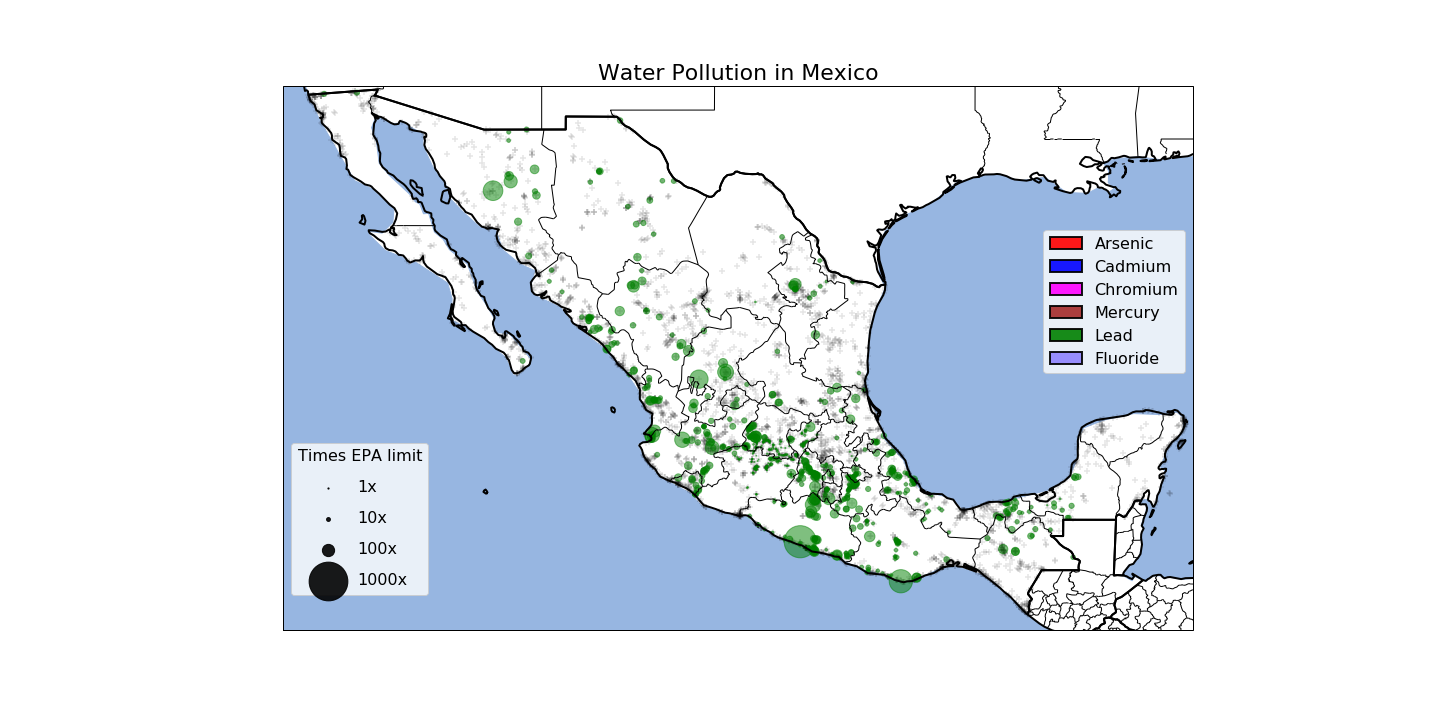 Water Pollution in Mexico
Arsenic
Cadmium
Chromium
Mercury
Lead
Fluoride
Times EPA limit
1x
10x
100x
1000x